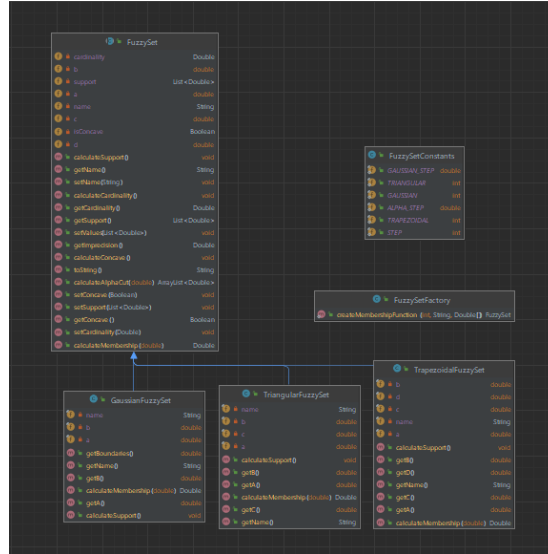 FuzzySet
cardinality Double
b double
support List<Double>
a double
name String
c double
isConcave Boolean
d double
calculateSupport() void
getName() String
setName(String) void
calculateCardinality() void
getCardinality() Double
getSupport() List<Double>
setValues(List<Double>) void
getImprecision() Double
calculateConcave() void
toString() String
calculateAlphaCut(double) ArrayList<Double>
setConcave(Boolean) void
setSupport(List<Double>) void
getConcave() Boolean
setCardinality(Double) void
calculateMembership(double) Double
FuzzySetConstants
GAUSSIAN_STEP double
TRIANGULAR int
GAUSSIAN int
ALPHA_STEP double
TRAPEZOIDAL int
STEP int
FuzzySetFactory
createMembershipFunction(int, String, Double[]) FuzzySet
GaussianFuzzySet
name String
b double
a double
getBoundaries() double
getName() String
getB() double
calculateMembership(double) Double
getA() double
calculateSupport() void
TriangularFuzzySet
name String
b double
c double
a double
calculateSupport() void
getB() double
getA() double
calculateMembership(double) Double
getC() double
getName() String
TrapezoidalFuzzySet
b double
d double
c double
name String
a double
calculateSupport() void
getB() double
getD() double
getName() String
getC() double
getA() double
calculateMembership(double) Double